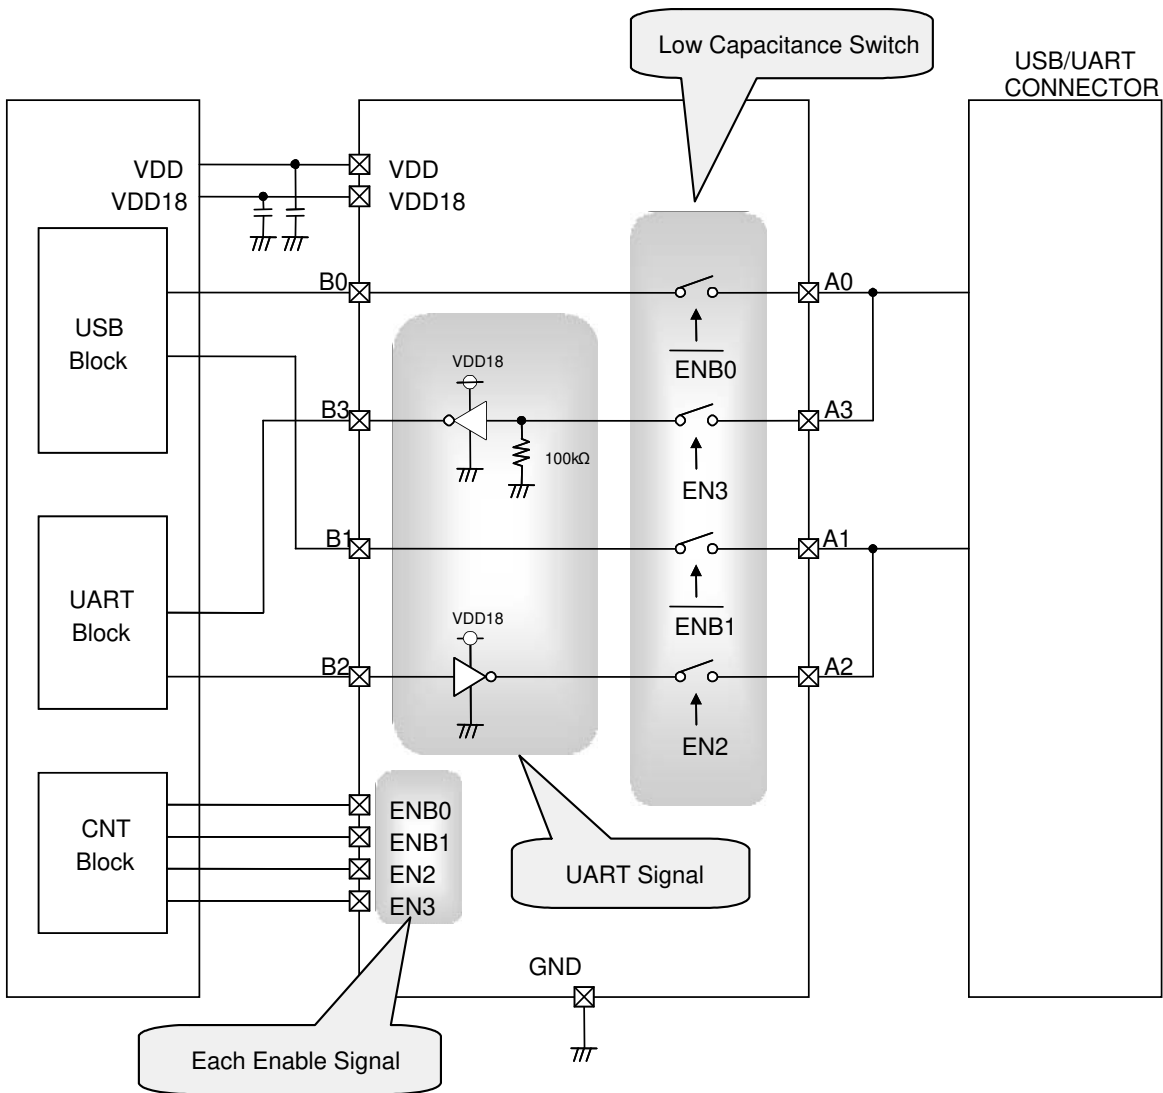 Low Capacitance Switch
USB/UART
CONNECTOR
VDD
VDD
VDD18
VDD18
B0
A0
USB
Block
VDD18
ENB0
B3
A3
100kΩ
EN3
B1
A1
UART
Block
VDD18
ENB1
B2
A2
EN2
CNT
Block
ENB0
ENB1
EN2
EN3
UART Signal
GND
Each Enable Signal